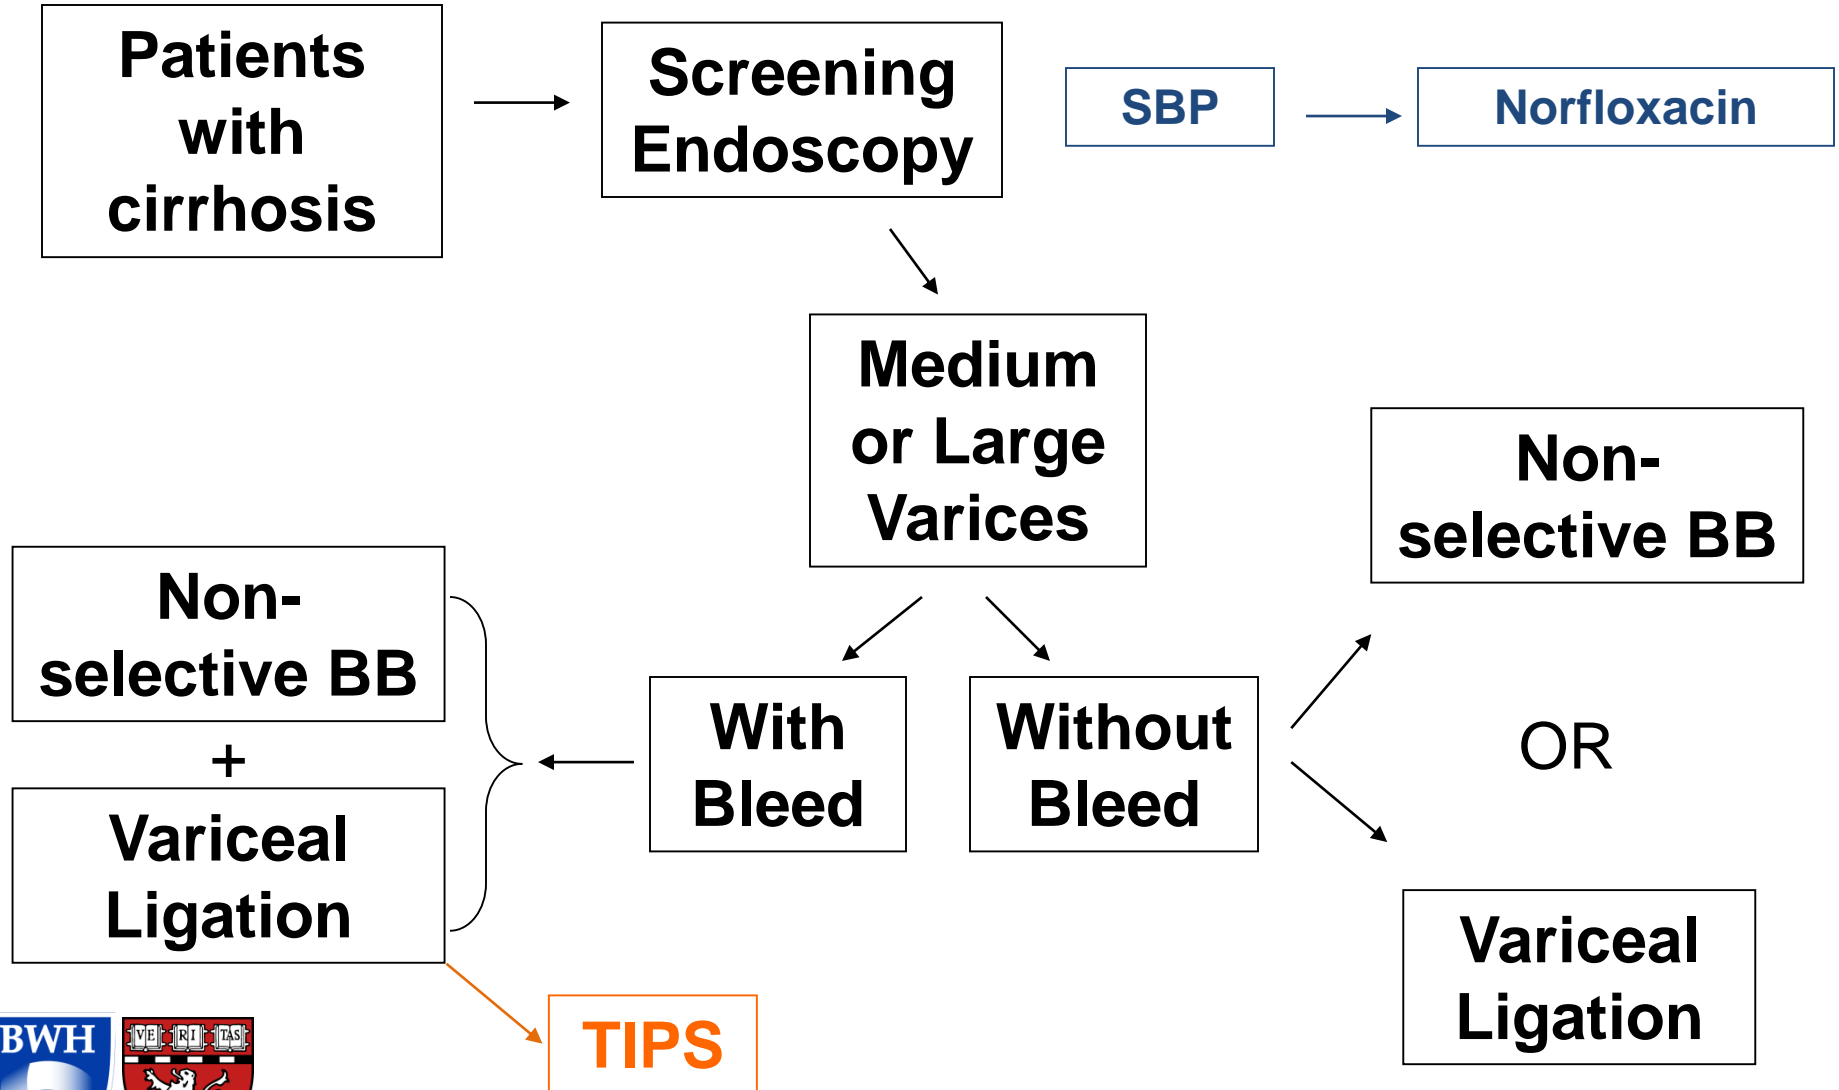 Patients
with
cirrhosis
Screening
Endoscopy
SBP
Norfloxacin
Medium
or Large
Varices
Non-
selective BB
Non-
selective BB
+
Variceal
Ligation
With
Bleed
Without
Bleed
OR
Variceal
Ligation
TIPS
BWH
VE RI TAS